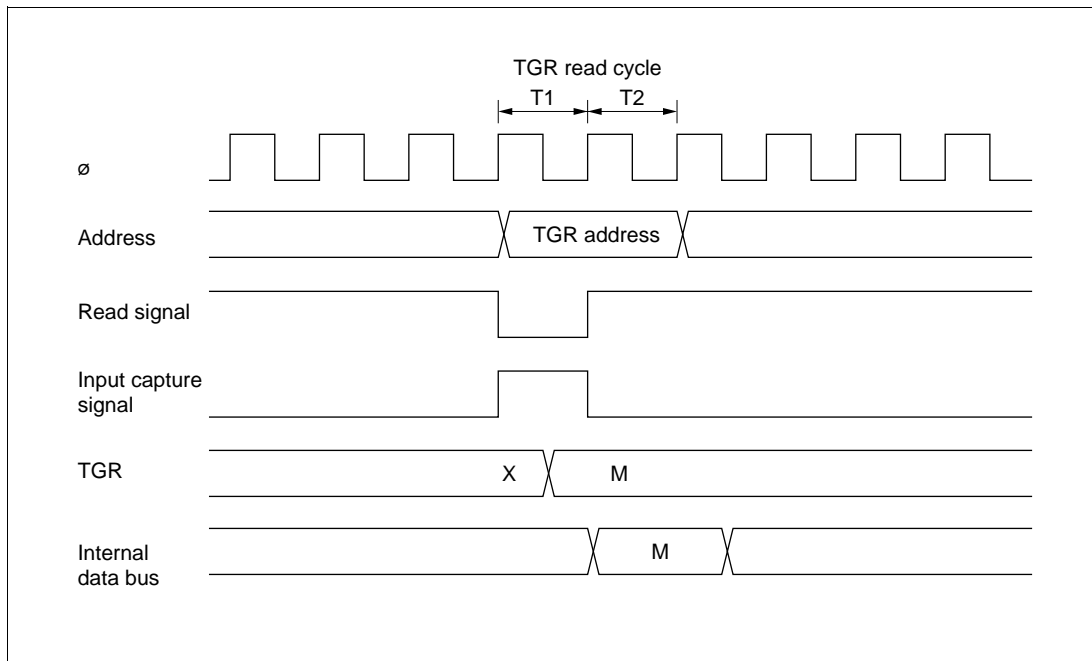 TGR read cycle
T1 T2
ø
Address TGR address
Read signal
Input capture
signal
TGR X M
Internal M
data bus